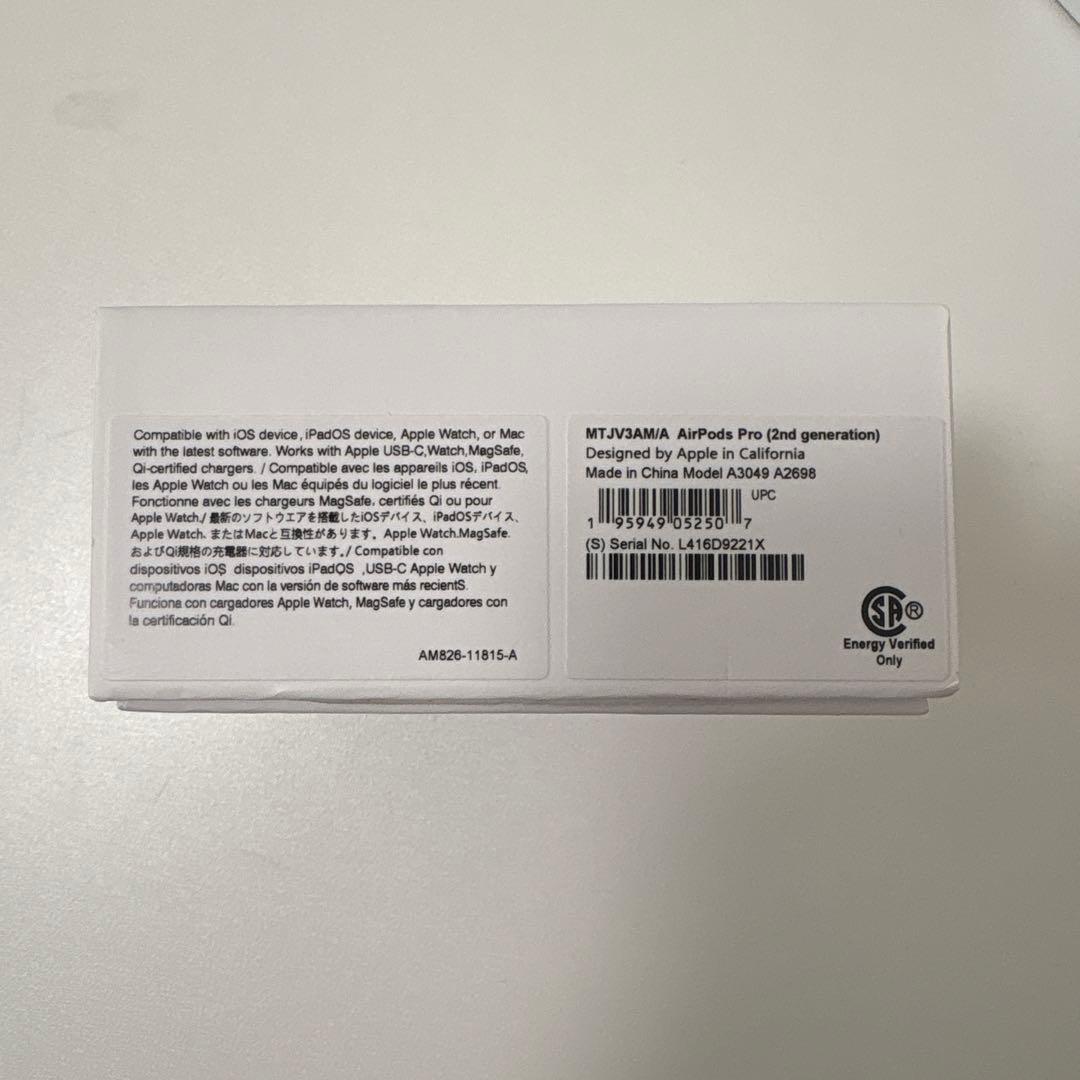 Compatible with iOS device, iPadOS device, Apple Watch, or Mac
with the latest software. Works with Apple USB-C,Watch,MagSafe,
Qi-certified chargers. / Compatible avec les appareils iOS, iPadOS,
les Apple Watch ou les Mac équipés du logiciel le plus récent.
Fonctionne avec les chargeurs MagSafe, certifiés Qi ou pour
Apple Watch./ 最新のソフトウエアを搭載したiOSデバイス、iPadOSデバイス、
Apple Watch、またはMacと互換性があります。Apple Watch.MagSafe.
およびQi規格の充電器に対応しています。/ Compatible con
dispositivos iOS dispositivos iPadOS ,USB-C Apple Watch y
computadoras Mac con la versión de software más recientS.
Funciona con cargadores Apple Watch, MagSafe y cargadores con
la certificación Qi.
AM826-11815-A
MTJV3AM/A AirPods Pro (2nd generation)
Designed by Apple in California
Made in China Model A3049 A2698
UPC
1 95949 05250 7
(S) Serial No. L416D9221X
SA®
Energy Verified
Only